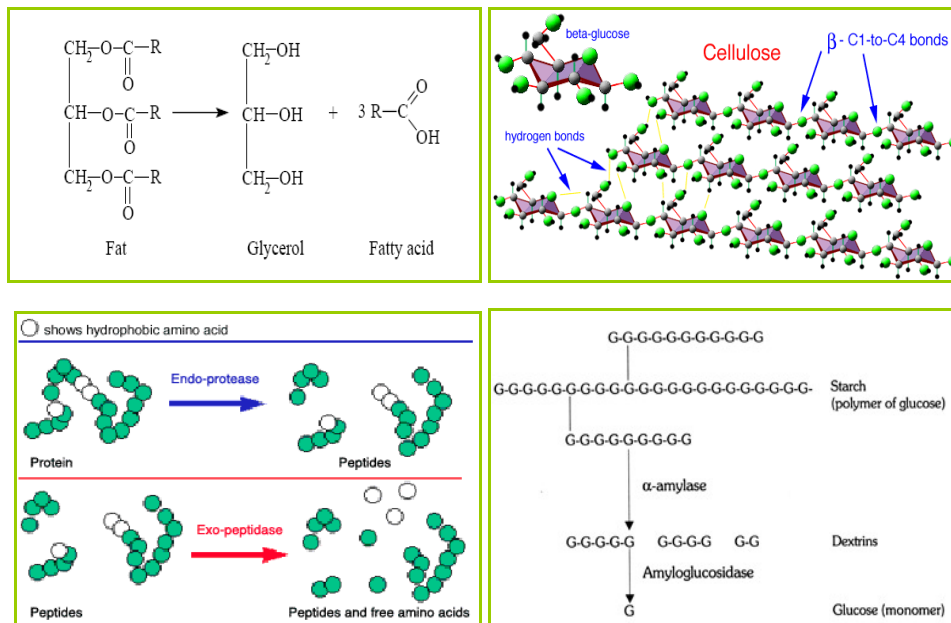 CH₂-O-C-R
O
CH-O-C-R
O
CH₂-O-C-R
O
CH₂-OH
CH-OH
CH₂-OH
+ 3 R-C
O
OH
Fat
Glycerol
Fatty acid
beta-glucose
Cellulose
β - C1-to-C4 bonds
hydrogen bonds
shows hydrophobic amino acid
Endo-protease
Protein
Peptides
Exo-peptidase
Peptides
Peptides and free amino acids
G-G-G-G-G-G-G-G-G-G-G
G-G-G-G-G-G-G-G-G-G-G-G-G-G-G-G-G-G-G-G-G-G-G-
Starch
(polymer of glucose)
G-G-G-G-G-G-G-G-G
α-amylase
G-G-G-G-G G-G-G-G G-G
Dextrins
Amyloglucosidase
G
Glucose (monomer)